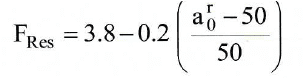 F_Res = 3.8 − 0.2 ( (a_0^r − 50) / 50 )